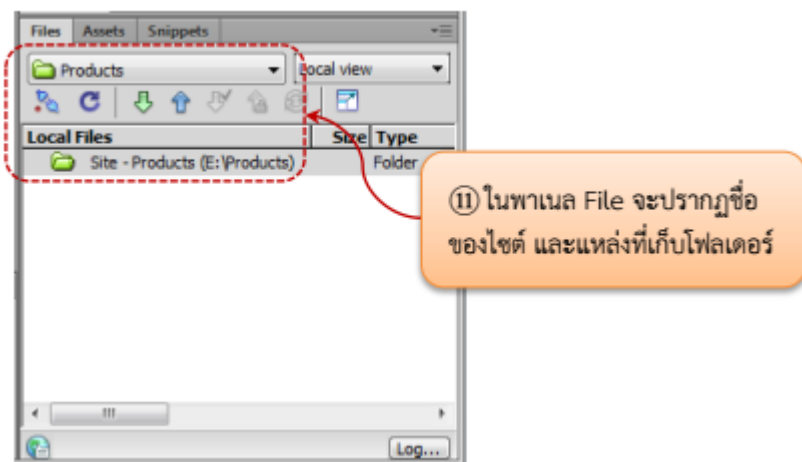 Files Assets Snippets
Products Local view
Local Files Size Type
Site - Products (E:\Products) Folder
⑪ ในพาเนล File จะปรากฏชื่อ
ของไซต์ และแหล่งที่เก็บโฟลเดอร์
Log...